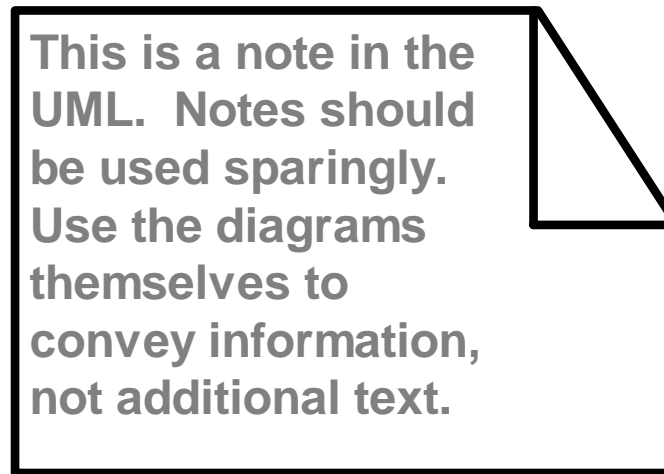 This is a note in the
UML.  Notes should
be used sparingly.
Use the diagrams
themselves to
convey information,
not additional text.